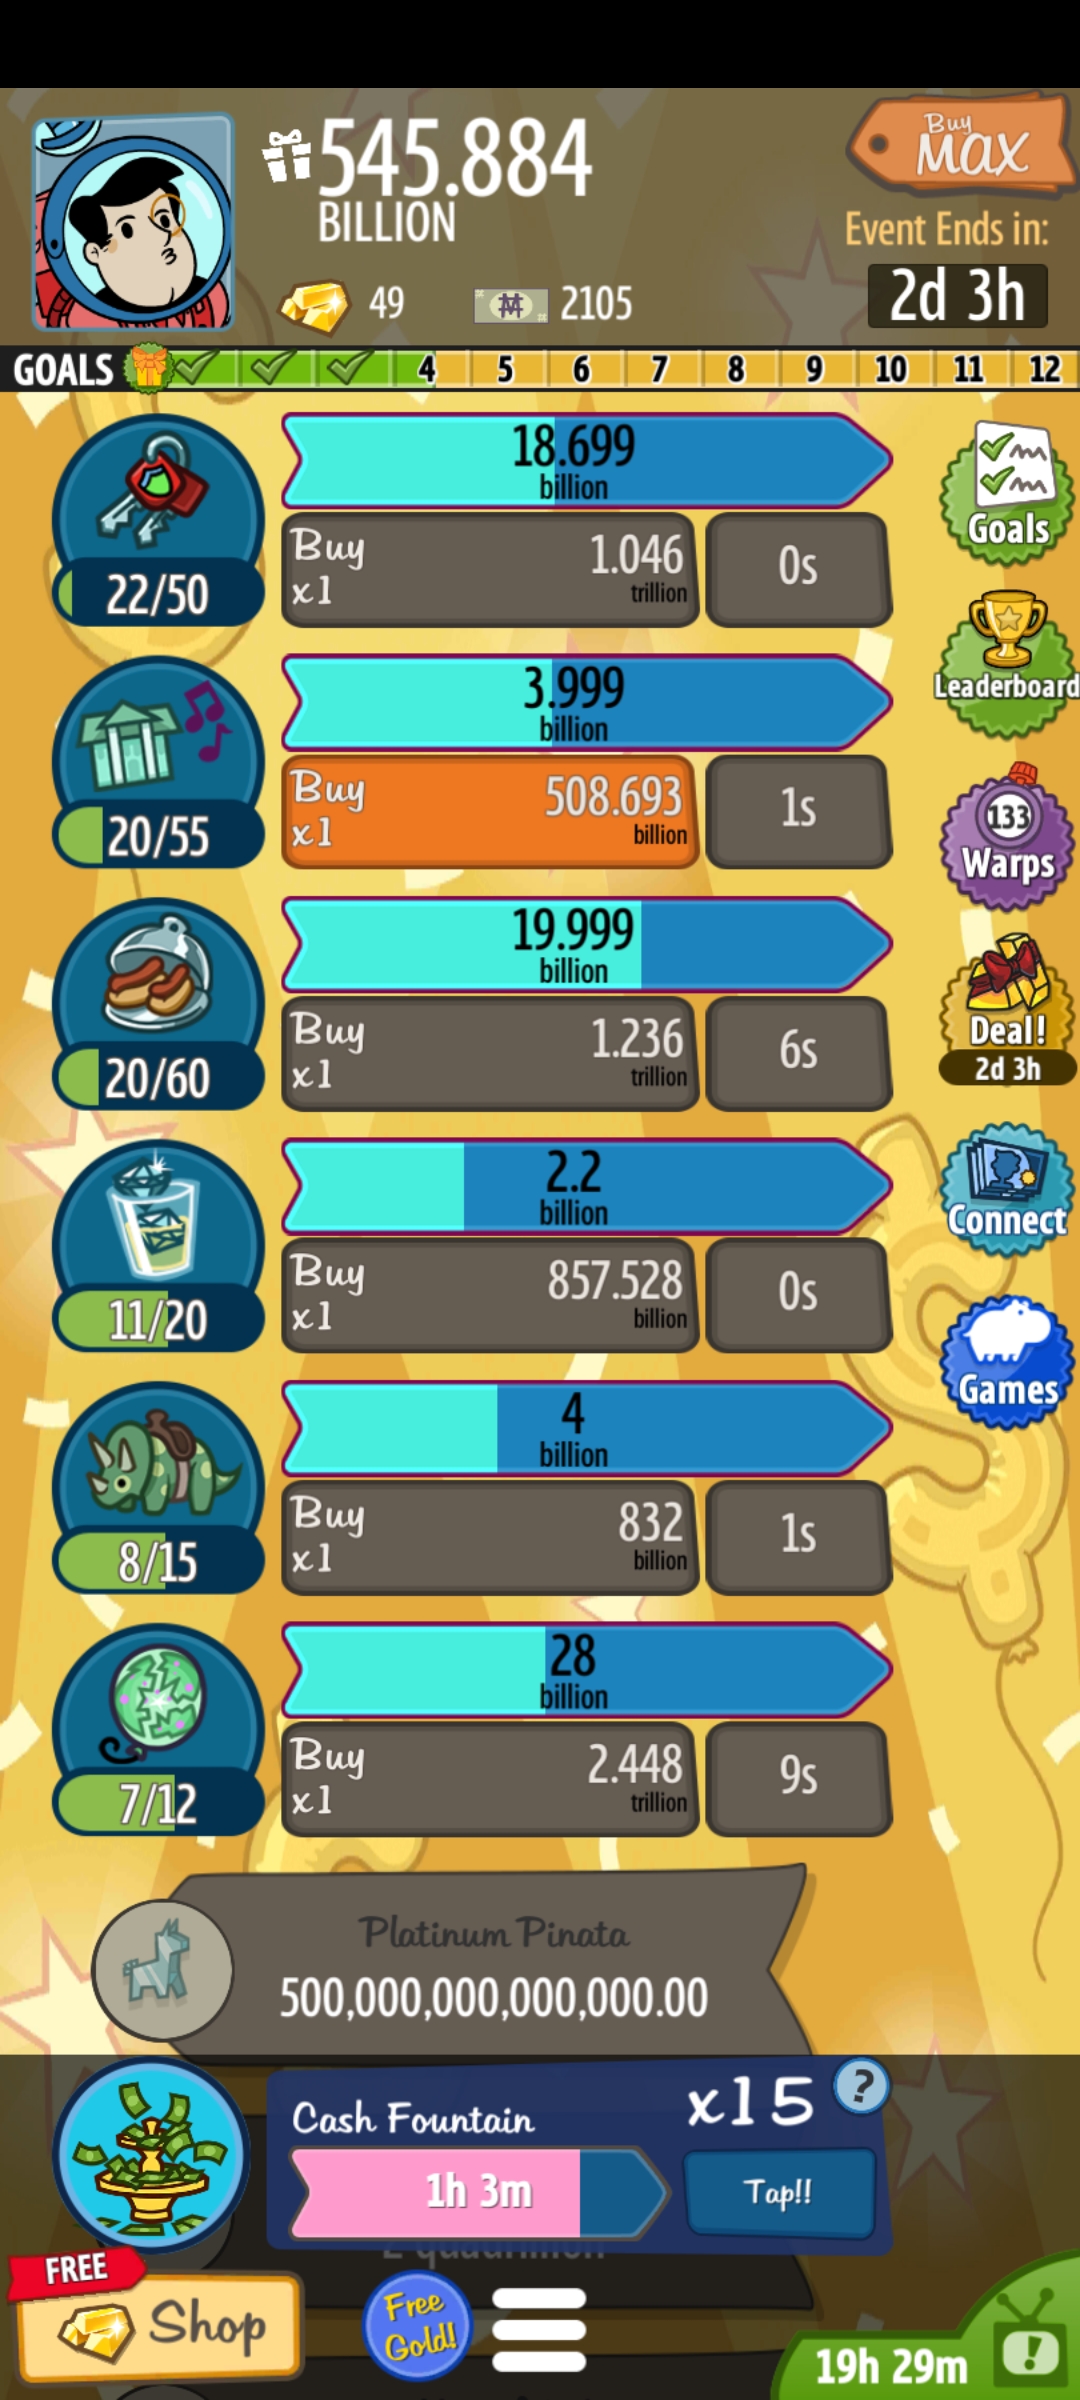 545.884
BILLION
Buy
MAX
Event Ends in:
2d 3h
49
2105
GOALS 4 5 6 7 8 9 10 11 12
18.699
billion
Buy
x1
1.046
trillion
0s
22/50
Goals
Leaderboard
3.999
billion
Buy
x1
508.693
billion
1s
20/55
133
Warps
19.999
billion
Buy
x1
1.236
trillion
6s
20/60
Deal!
2d 3h
2.2
billion
Buy
x1
857.528
billion
0s
11/20
Connect
Games
4
billion
Buy
x1
832
billion
1s
8/15
28
billion
Buy
x1
2.448
trillion
9s
7/12
Platinum Pinata
500,000,000,000,000.00
Cash Fountain
x15
?
1h 3m
Tap!!
2 quadrillion
FREE
Shop
Free
Gold!
19h 29m
!